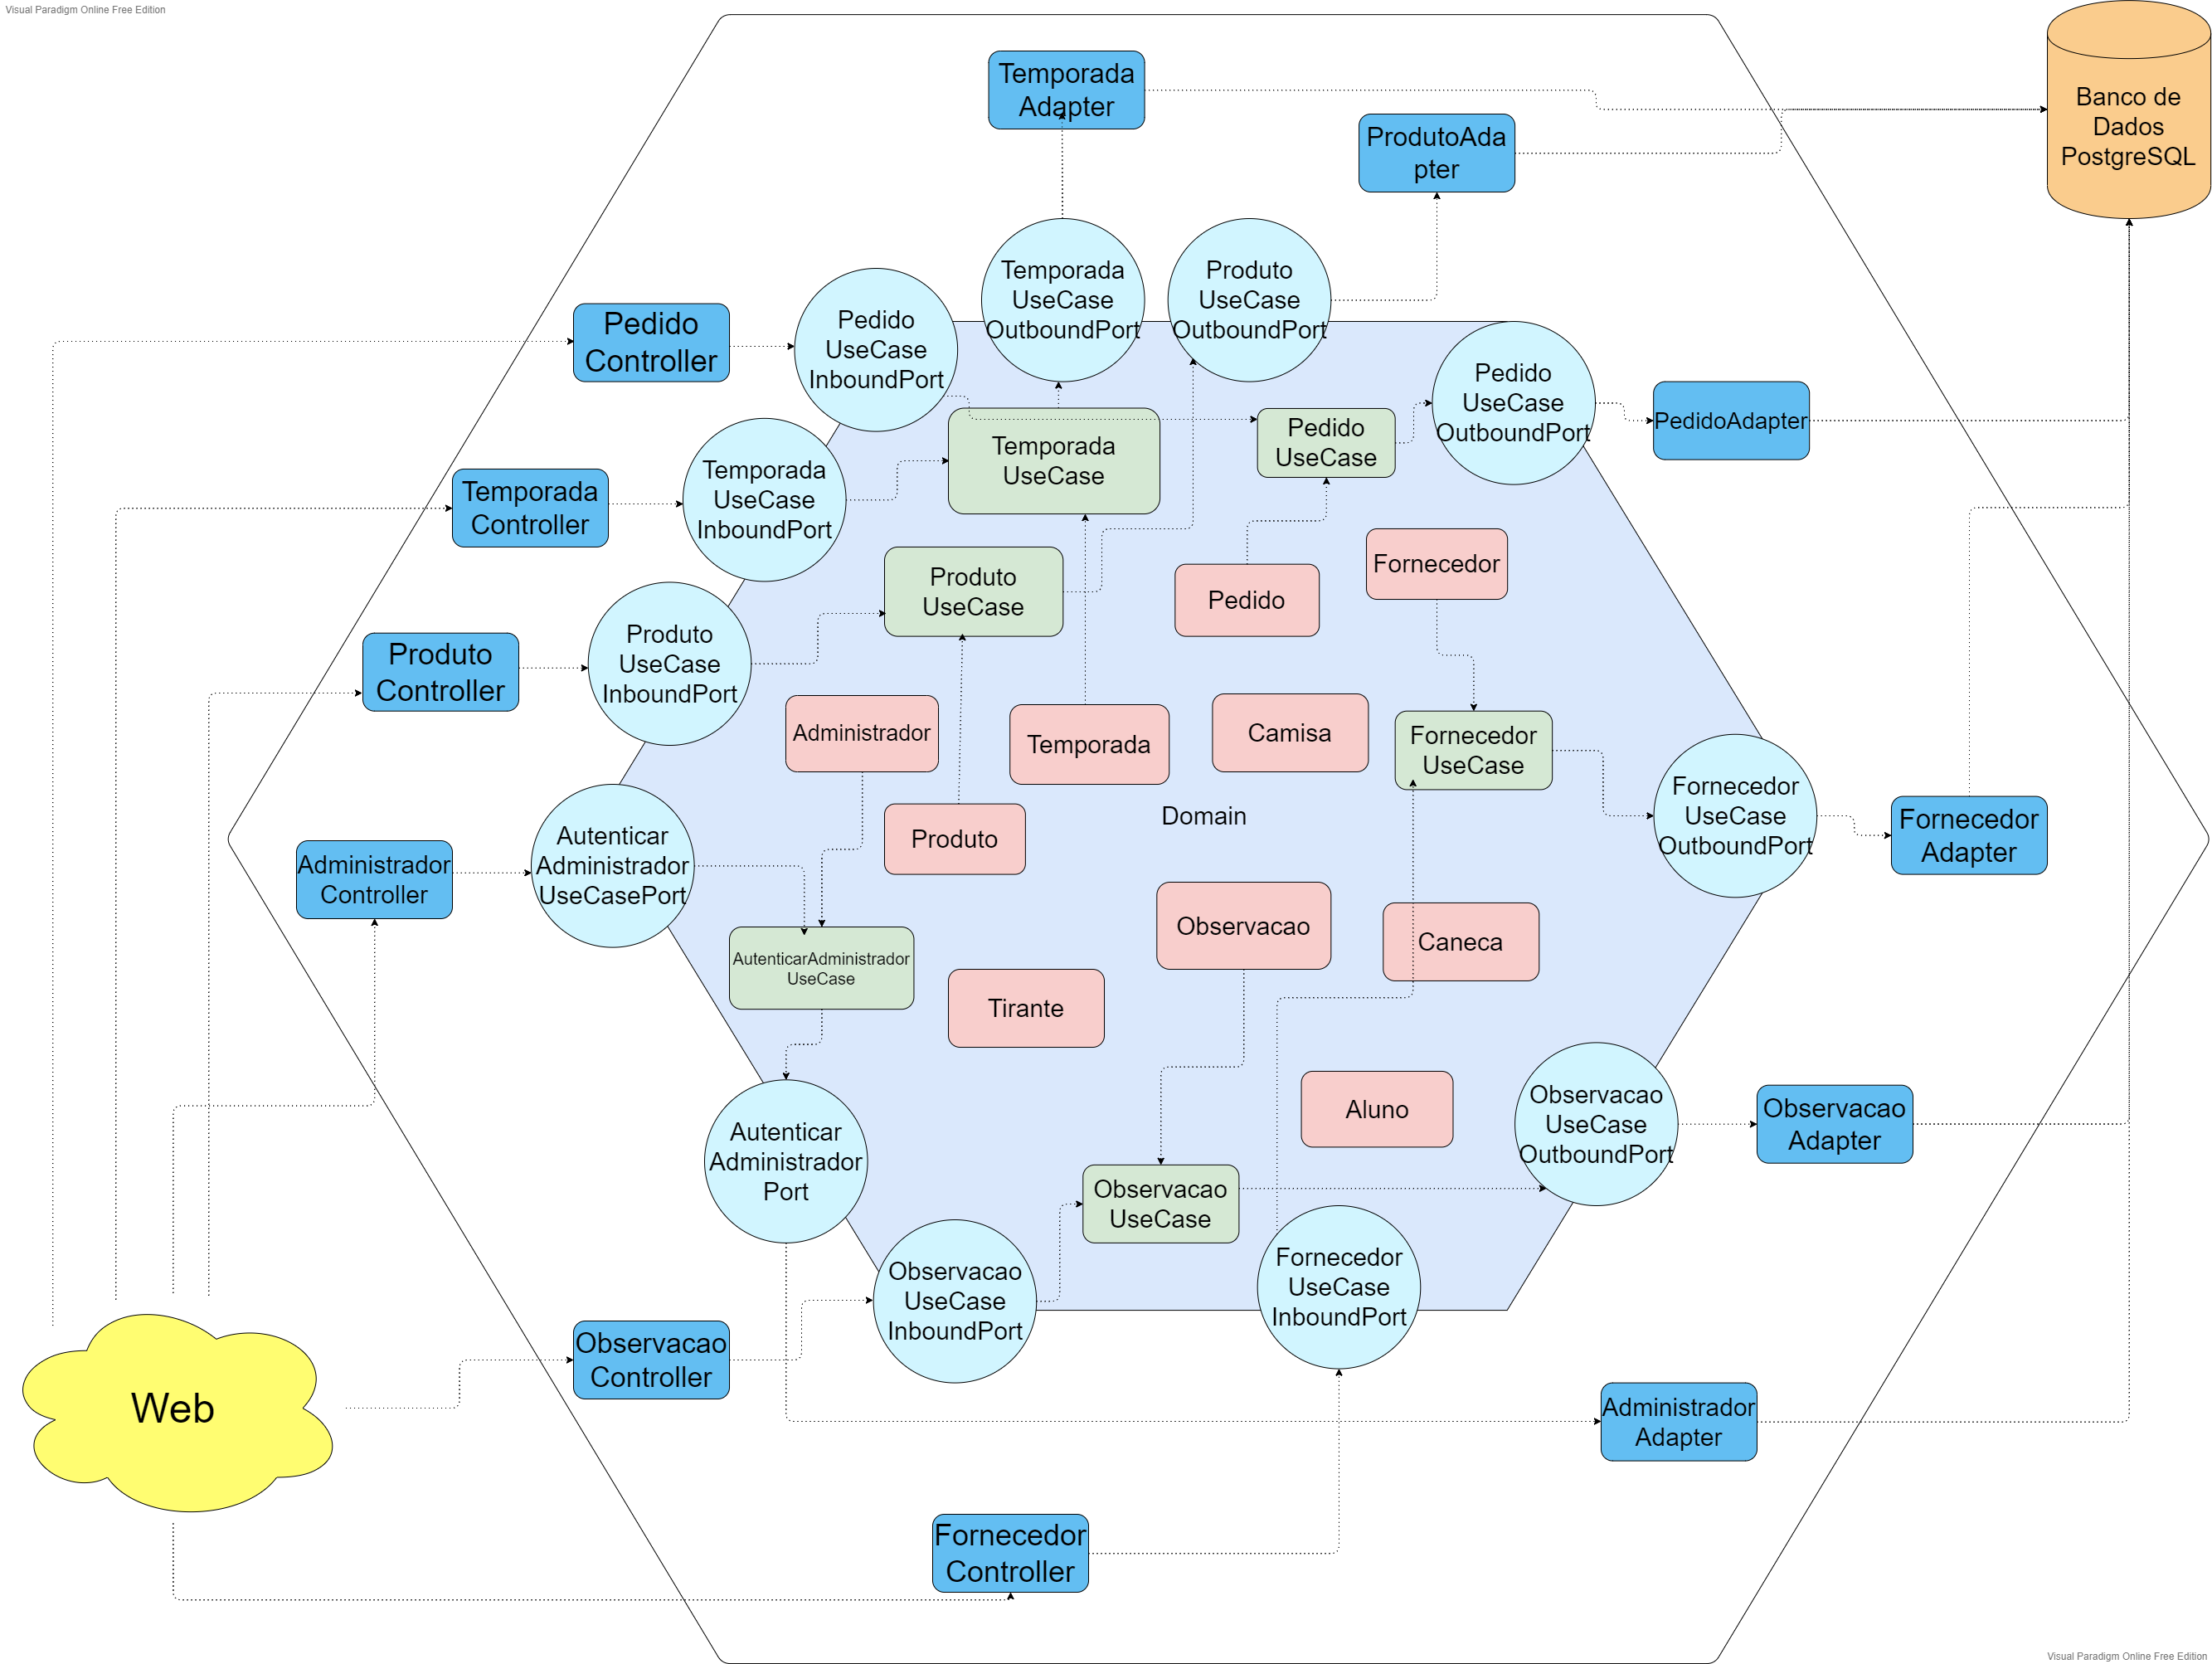 Visual Paradigm Online Free Edition
Temporada
Adapter
ProdutoAda
pter
Banco de
Dados
PostgreSQL
Pedido
Controller
Pedido
UseCase
InboundPort
Temporada
UseCase
OutboundPort
Produto
UseCase
OutboundPort
Pedido
UseCase
OutboundPort
PedidoAdapter
Temporada
Controller
Temporada
UseCase
InboundPort
Temporada
UseCase
Pedido
UseCase
Fornecedor
Produto
UseCase
Pedido
Produto
Controller
Produto
UseCase
InboundPort
Administrador
Temporada
Camisa
Fornecedor
UseCase
Domain
Produto
Fornecedor
UseCase
OutboundPort
Fornecedor
Adapter
Administrador
Controller
Autenticar
Administrador
UseCasePort
AutenticarAdministrador
UseCase
Observacao
Caneca
Tirante
Aluno
Autenticar
Administrador
Port
Observacao
UseCase
OutboundPort
Observacao
Adapter
Observacao
UseCase
Observacao
UseCase
InboundPort
Fornecedor
UseCase
InboundPort
Observacao
Controller
Web
Administrador
Adapter
Fornecedor
Controller
Visual Paradigm Online Free Edition